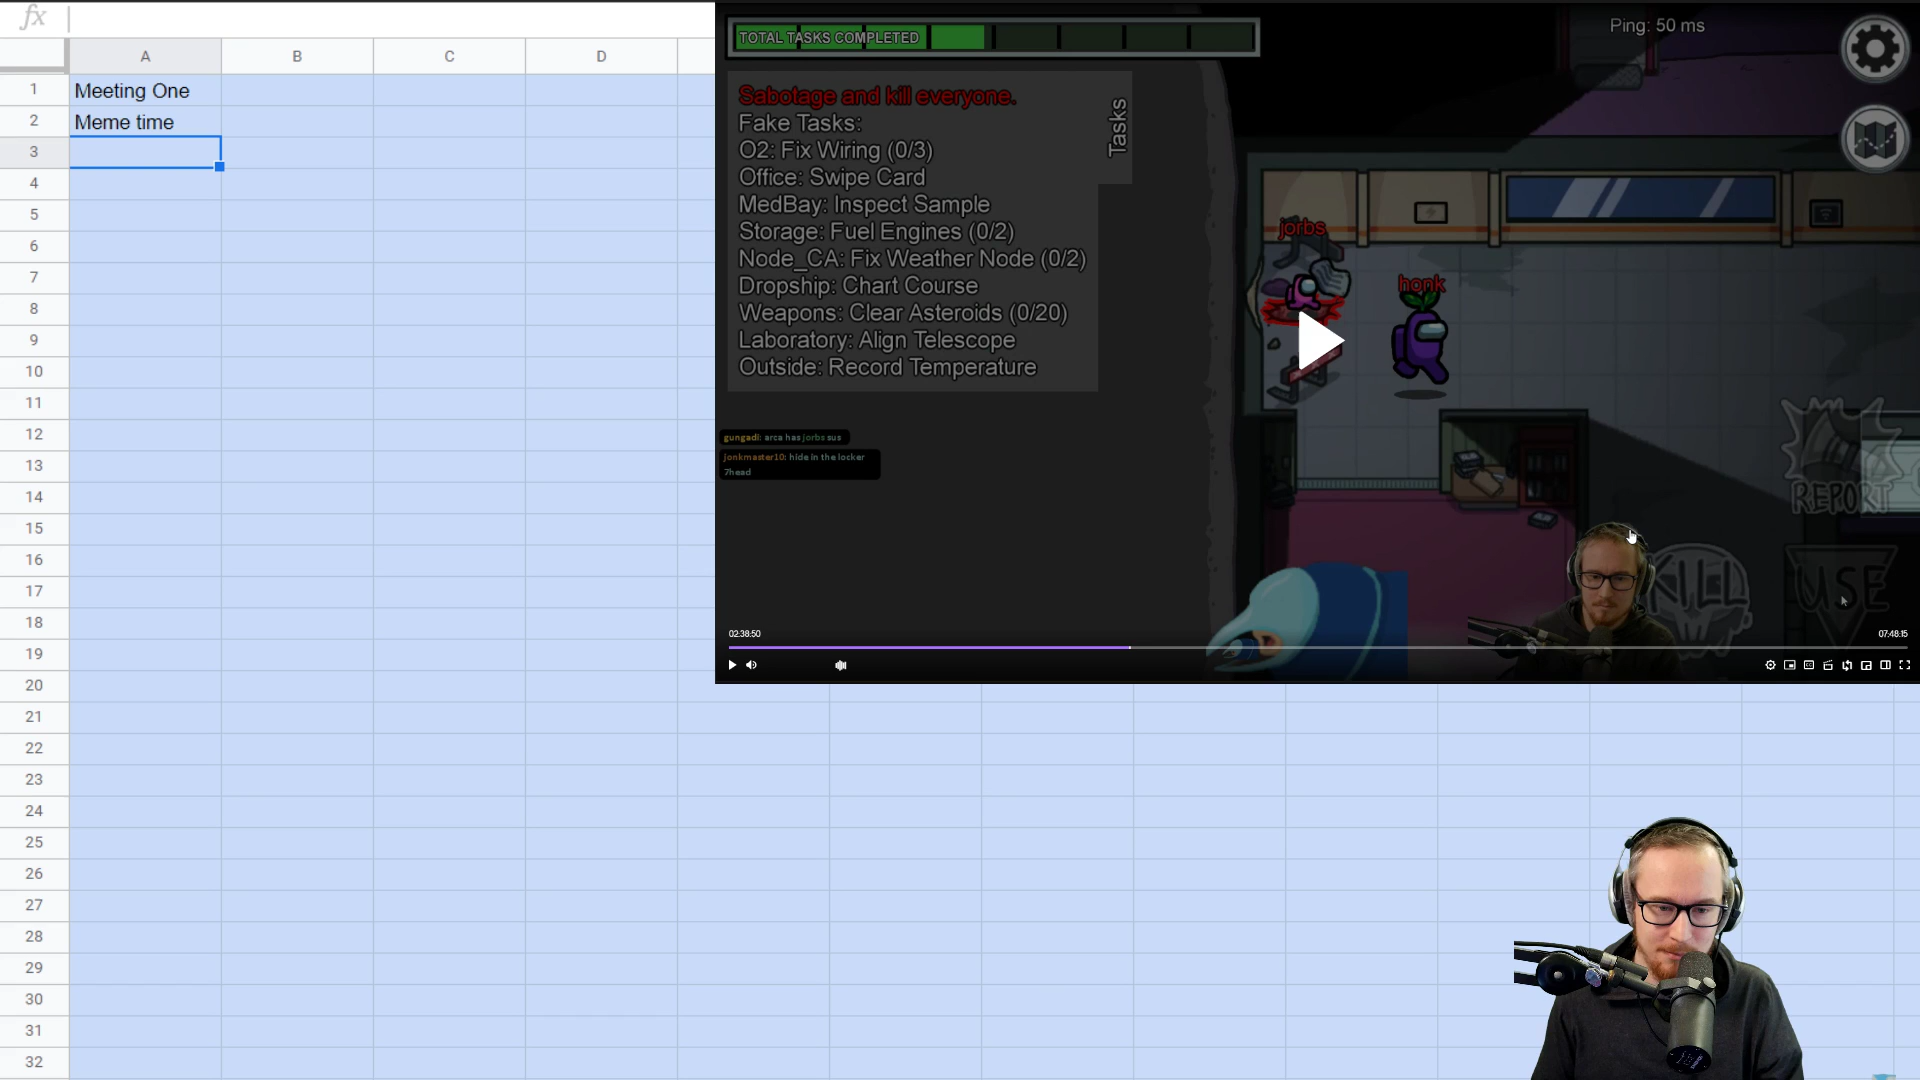 fx
A B C D
1 Meeting One
2 Meme time
3
4
5
6
7
8
9
10
11
12
13
14
15
16
17
18
19
20
21
22
23
24
25
26
27
28
29
30
31
32
TOTAL TASKS COMPLETED
Ping: 50 ms
Sabotage and kill everyone.
Fake Tasks:
O2: Fix Wiring (0/3)
Office: Swipe Card
MedBay: Inspect Sample
Storage: Fuel Engines (0/2)
Node_CA: Fix Weather Node (0/2)
Dropship: Chart Course
Weapons: Clear Asteroids (0/20)
Laboratory: Align Telescope
Outside: Record Temperature
Tasks
jorbs
honk
gungadi: arca has jorbs sus
jonkmaster10: hide in the locker
7head
REPORT
KILL
USE
02:38:50
07:48:15